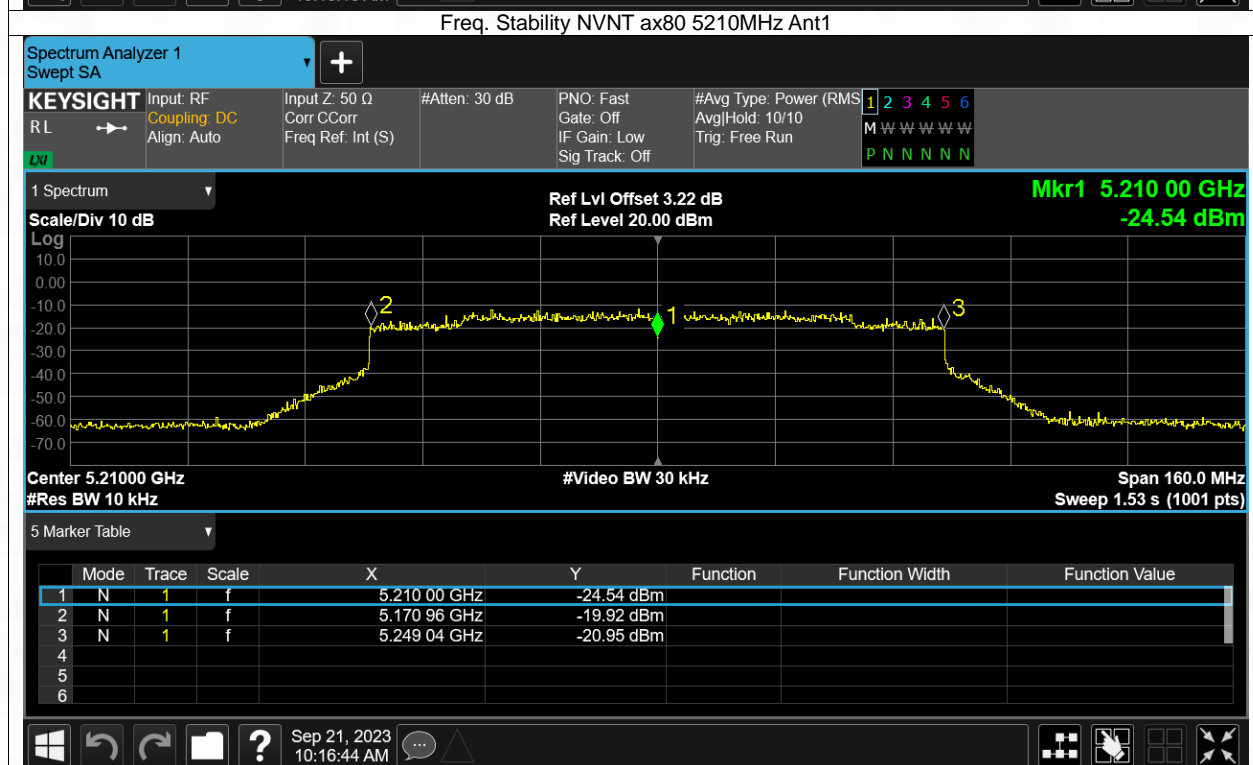 Freq. Stability NVNT ax80 5210MHz Ant1
Spectrum Analyzer 1
Swept SA
KEYSIGHT Input: RF Input Z: 50 Ω #Atten: 30 dB PNO: Fast #Avg Type: Power (RMS 1 2 3 4 5 6
RL Coupling: DC Corr CCorr Gate: Off Avg|Hold: 10/10 M W W W W W
Align: Auto Freq Ref: Int (S) IF Gain: Low Trig: Free Run
LXI Sig Track: Off P N N N N N
1 Spectrum Ref Lvl Offset 3.22 dB Mkr1 5.210 00 GHz
Scale/Div 10 dB Ref Level 20.00 dBm -24.54 dBm
Log
10.0
0.00
-10.0 2 1 3
-20.0
-30.0
-40.0
-50.0
-60.0
-70.0
Center 5.21000 GHz #Video BW 30 kHz Span 160.0 MHz
#Res BW 10 kHz Sweep 1.53 s (1001 pts)
5 Marker Table
Mode Trace Scale X Y Function Function Width Function Value
1 N 1 f 5.210 00 GHz -24.54 dBm
2 N 1 f 5.170 96 GHz -19.92 dBm
3 N 1 f 5.249 04 GHz -20.95 dBm
4
5
6
? Sep 21, 2023
10:16:44 AM